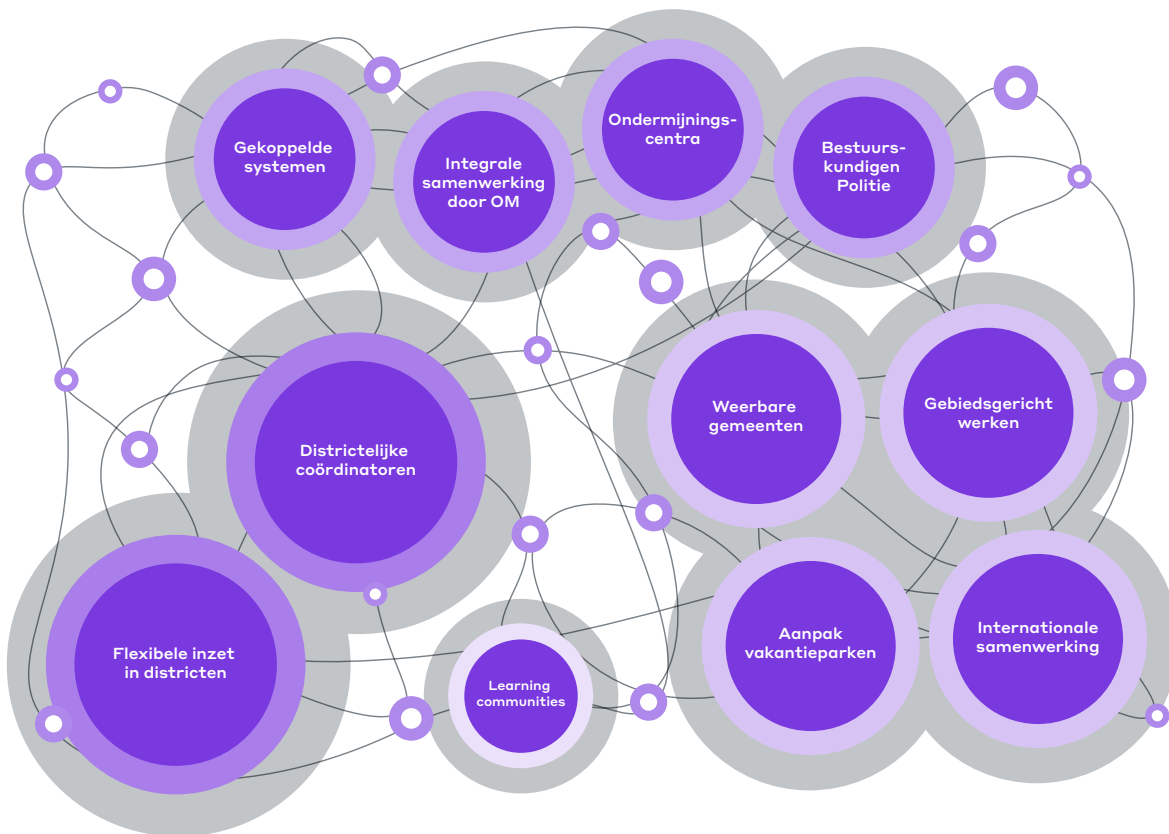 Gekoppelde
systemen
Integrale
samenwerking
door OM
Ondermijnings-
centra
Bestuurs-
kundigen
Politie
Districtelijke
coördinatoren
Weerbare
gemeenten
Gebiedsgericht
werken
Flexibele inzet
in districten
Learning
communities
Aanpak
vakantieparken
Internationale
samenwerking